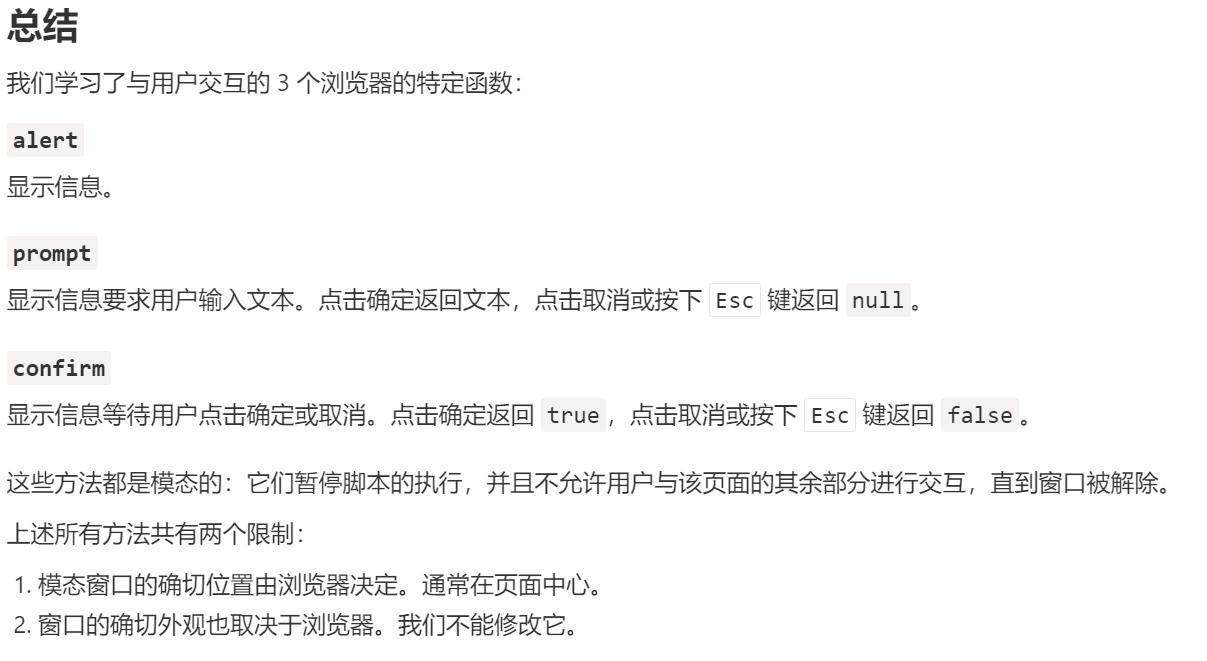 总结
我们学习了与用户交互的 3 个浏览器的特定函数：
alert
显示信息。
prompt
显示信息要求用户输入文本。点击确定返回文本，点击取消或按下 Esc 键返回 null。
confirm
显示信息等待用户点击确定或取消。点击确定返回 true，点击取消或按下 Esc 键返回 false。
这些方法都是模态的：它们暂停脚本的执行，并且不允许用户与该页面的其余部分进行交互，直到窗口被解除。
上述所有方法共有两个限制：
1. 模态窗口的确切位置由浏览器决定。通常在页面中心。
2. 窗口的确切外观也取决于浏览器。我们不能修改它。